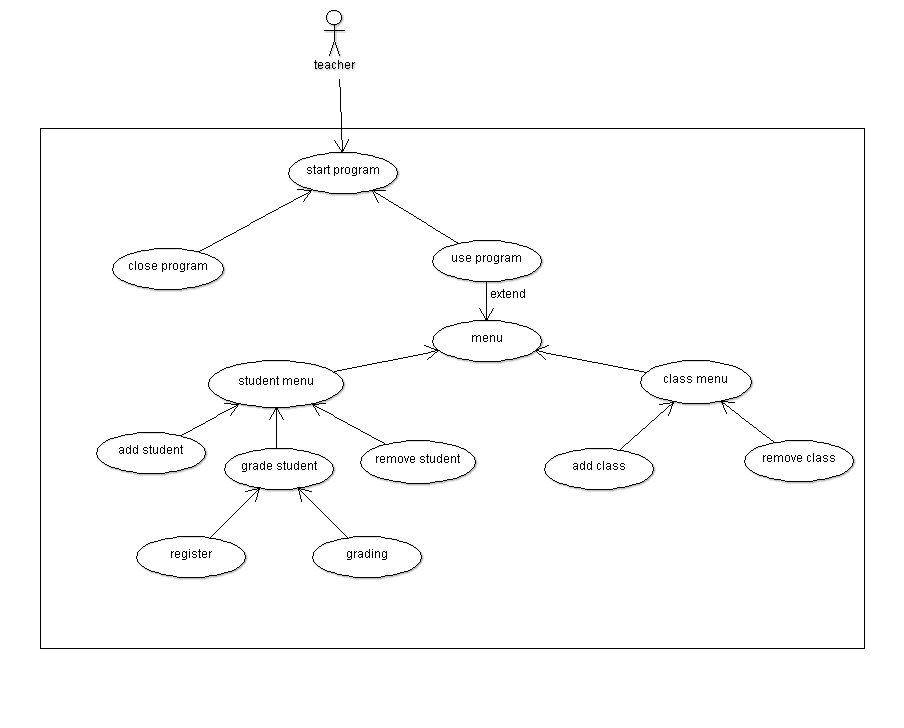 teacher
start program
close program
use program
extend
menu
student menu
class menu
add student
grade student
remove student
add class
remove class
register
grading